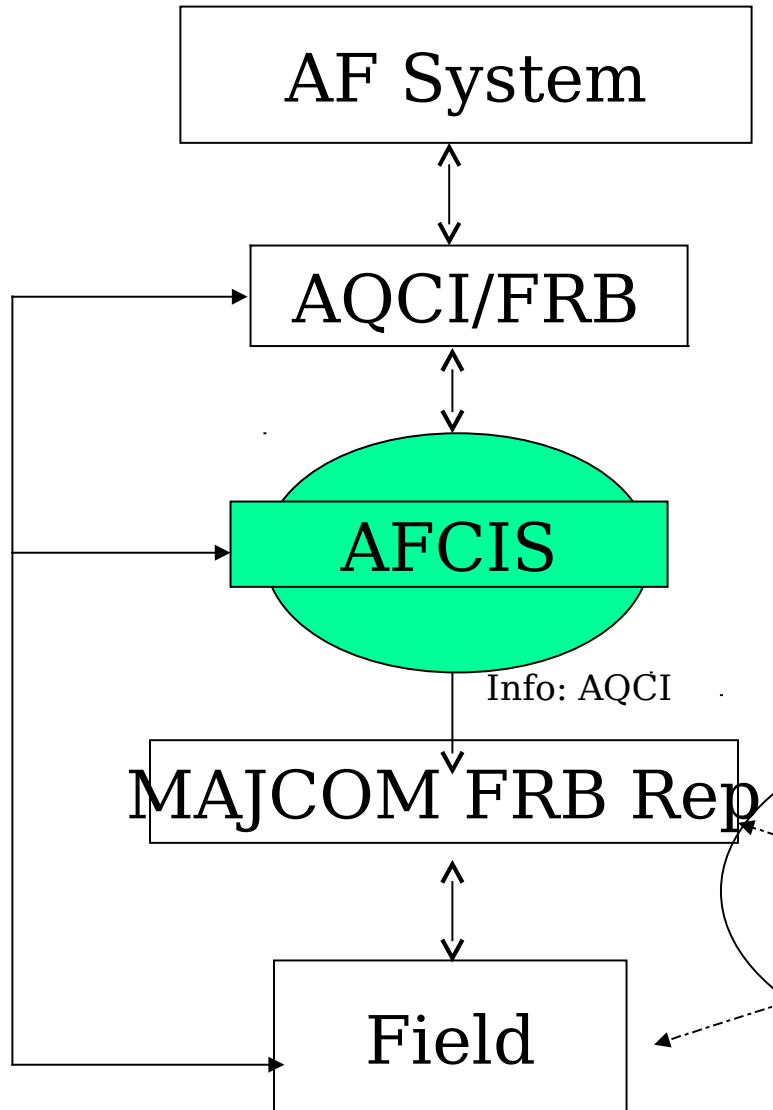 AF System
AQCI/FRB
AFCIS
Info: AQCI
MAJCOM FRB Rep
Field